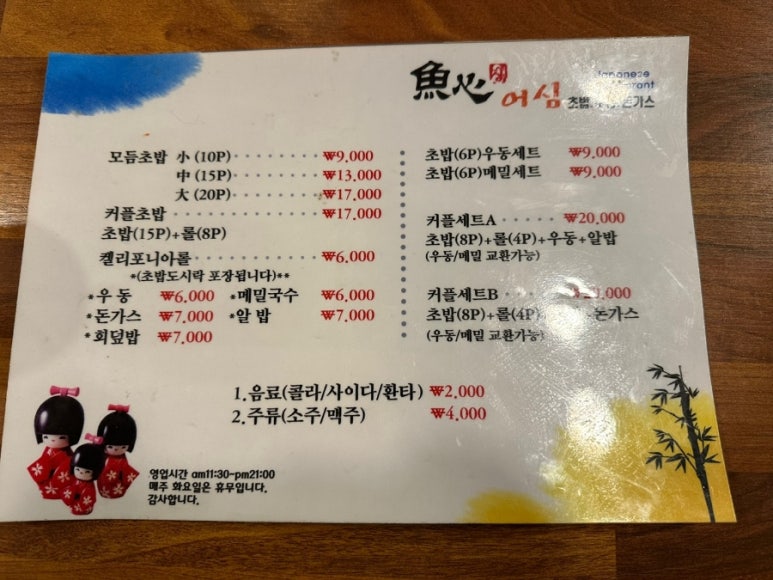 魚心 어심
Japanese
모듬초밥 小 (10P) ₩9,000
中 (15P) ₩13,000
大 (20P) ₩17,000
커플초밥 ₩17,000
초밥(15P)+롤(8P)
켈리포니아롤 ₩6,000
*(초밥도시락 포장됩니다)**
*우 동 ₩6,000 *메밀국수 ₩6,000
*돈가스 ₩7,000 *알 밥 ₩7,000
*회덮밥 ₩7,000
초밥(6P)우동세트 ₩9,000
초밥(6P)메밀세트 ₩9,000
커플세트A ₩20,000
초밥(8P)+롤(4P)+우동+알밥
(우동/메밀 교환가능)
커플세트B
초밥(8P)+롤(4P) 돈가스
(우동/메밀 교환가능)
1.음료(콜라/사이다/환타) ₩2,000
2.주류(소주/맥주) ₩4,000
영업시간 am11:30-pm21:00
매주 화요일은 휴무입니다.
감사합니다.